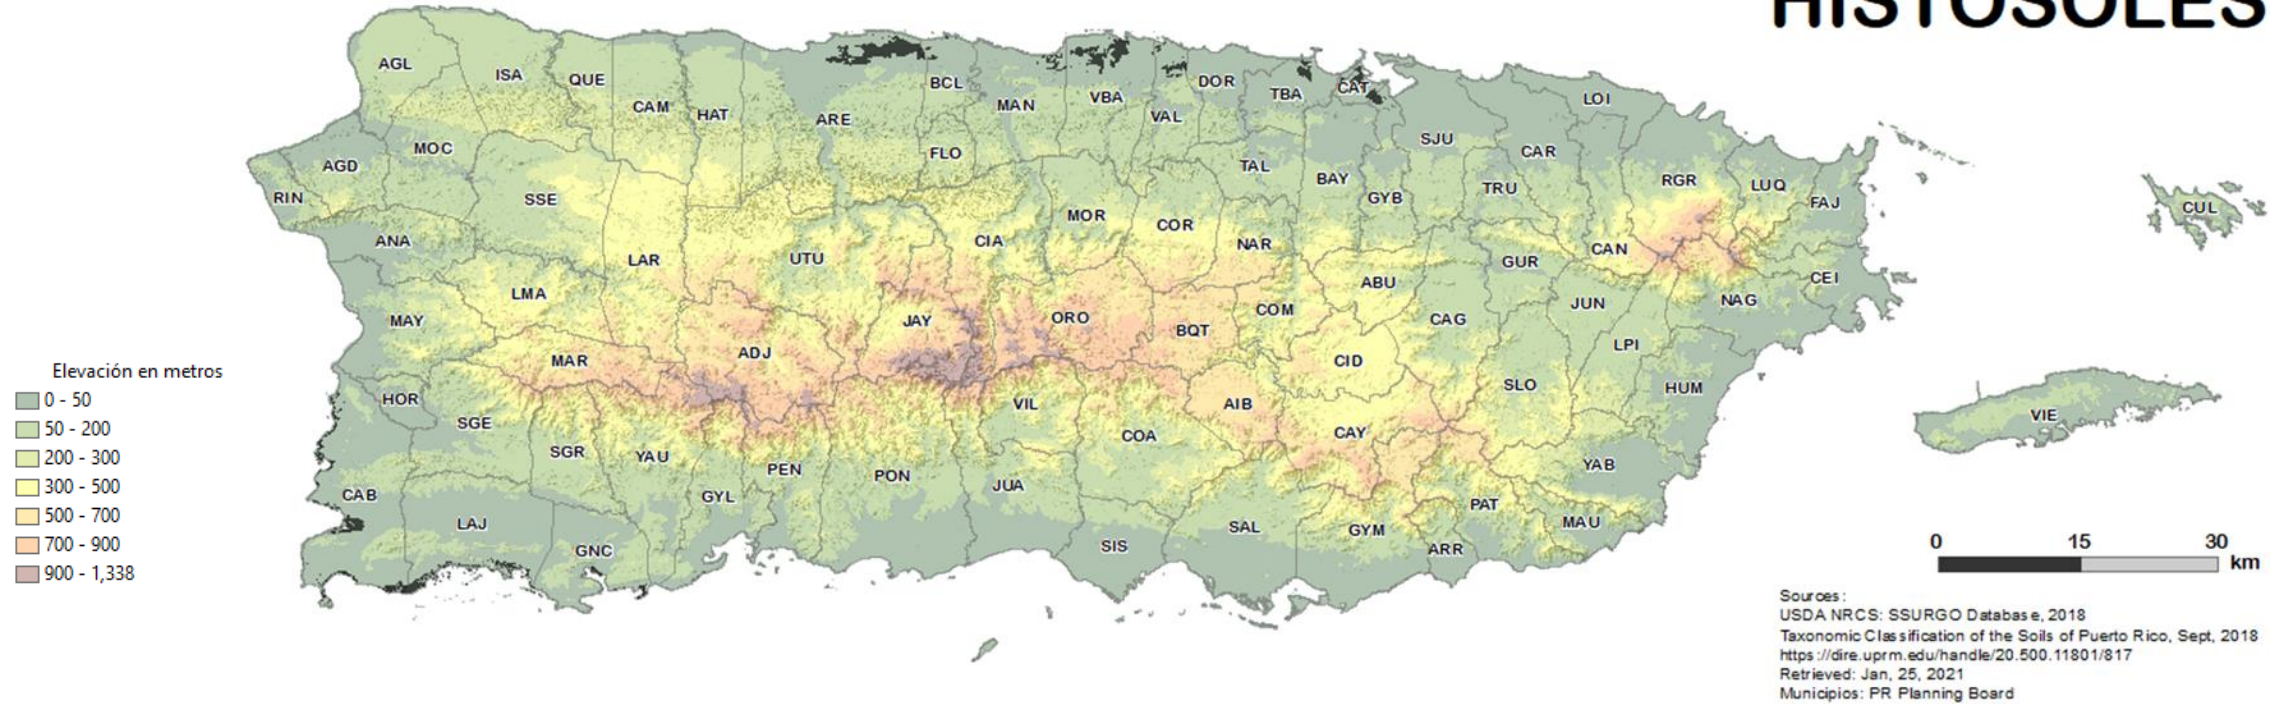 HISTOSOLES
AGL
ISA
QUE
CAM
HAT
ARE
BCL
MAN
VBA
VAL
DOR
TBA
CAT
LOI
SJU
CAR
MOC
AGD
RIN
FLO
TAL
BAY
GYB
TRU
RGR
LUQ
FAJ
CUL
SSE
ANA
LAR
UTU
CIA
MOR
COR
NAR
ABU
GUR
CAN
CEI
NAG
JUN
LMA
MAY
JAY
ORO
BQT
COM
CAG
LPI
MAR
ADJ
CID
SLO
HUM
HOR
SGE
VIL
AIB
COA
CAY
VIE
SGR
YAU
PEN
PON
JUA
YAB
CAB
LAJ
GYL
GNC
SIS
SAL
GYM
PAT
MAU
ARR
Elevación en metros
0 - 50
50 - 200
200 - 300
300 - 500
500 - 700
700 - 900
900 - 1,338
0 15 30
km
Sources:
USDA NRCS: SSURGO Database, 2018
Taxonomic Classification of the Soils of Puerto Rico, Sept, 2018
https://dire.uprm.edu/handle/20.500.11801/817
Retrieved: Jan, 25, 2021
Municipios: PR Planning Board